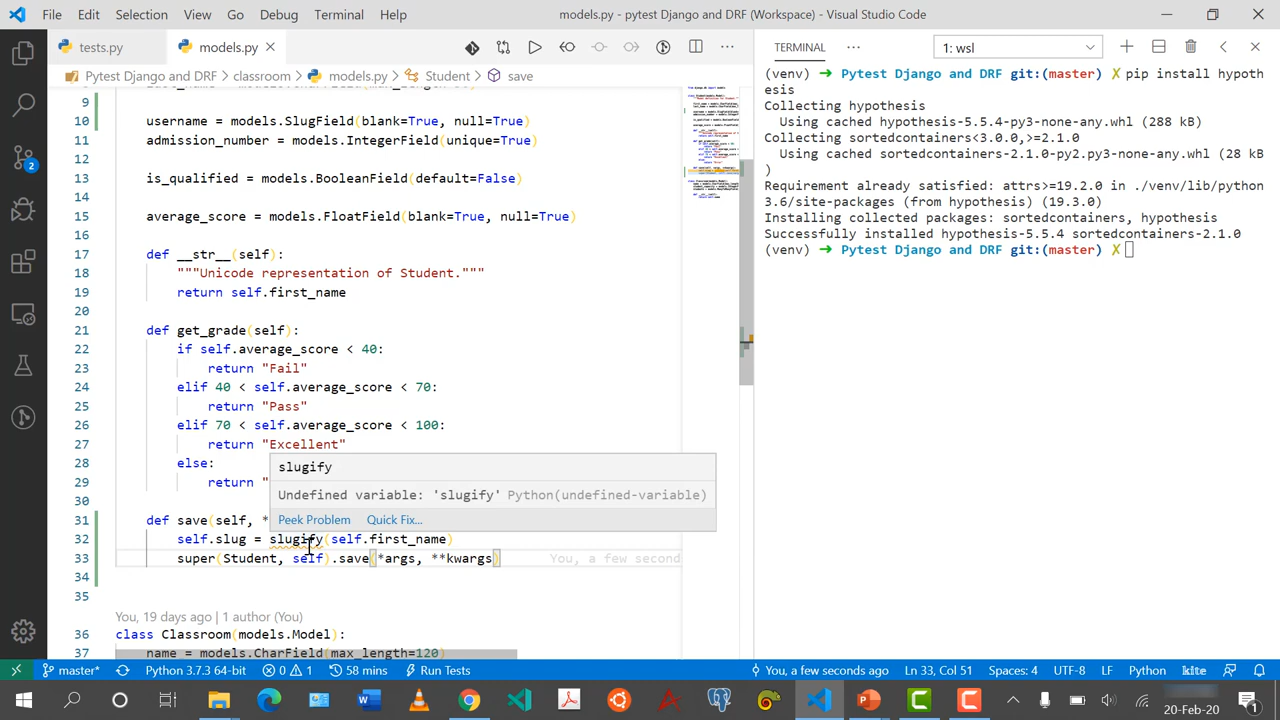 File Edit Selection View Go Debug Terminal Help models.py - pytest Django and DRF (Workspace) - Visual Studio Code
tests.py models.py
Pytest Django and DRF > classroom > models.py > Student > save
9
10 username = models.SlugField(blank=True, null=True)
11 admission_number = models.IntegerField(unique=True)
12
13 is_qualified = models.BooleanField(default=False)
14
15 average_score = models.FloatField(blank=True, null=True)
16
17 def __str__(self):
18 """Unicode representation of Student."""
19 return self.first_name
20
21 def get_grade(self):
22 if self.average_score < 40:
23 return "Fail"
24 elif 40 < self.average_score < 70:
25 return "Pass"
26 elif 70 < self.average_score < 100:
27 return "Excellent"
28 else:
29 return "
30
31 def save(self, *
32 self.slug = slugify(self.first_name)
33 super(Student, self).save(*args, **kwargs) You, a few second
34
35
You, 19 days ago | 1 author (You)
36 class Classroom(models.Model):
37 name = models.CharField(max_length=120)
slugify
Undefined variable: 'slugify' Python(undefined-variable)
Peek Problem Quick Fix...
2
TERMINAL ··· 1: wsl
(venv) ➜ Pytest Django and DRF git:(master) ✗ pip install hypoth
esis
Collecting hypothesis
Using cached hypothesis-5.5.4-py3-none-any.whl (288 kB)
Collecting sortedcontainers<3.0.0,>=2.1.0
Using cached sortedcontainers-2.1.0-py2.py3-none-any.whl (28 kB
)
Requirement already satisfied: attrs>=19.2.0 in ./venv/lib/python
3.6/site-packages (from hypothesis) (19.3.0)
Installing collected packages: sortedcontainers, hypothesis
Successfully installed hypothesis-5.5.4 sortedcontainers-2.1.0
(venv) ➜ Pytest Django and DRF git:(master) ✗
master* Python 3.7.3 64-bit 0 1 58 mins Run Tests You, a few seconds ago Ln 33, Col 51 Spaces: 4 UTF-8 LF Python kite
20-Feb-20 1